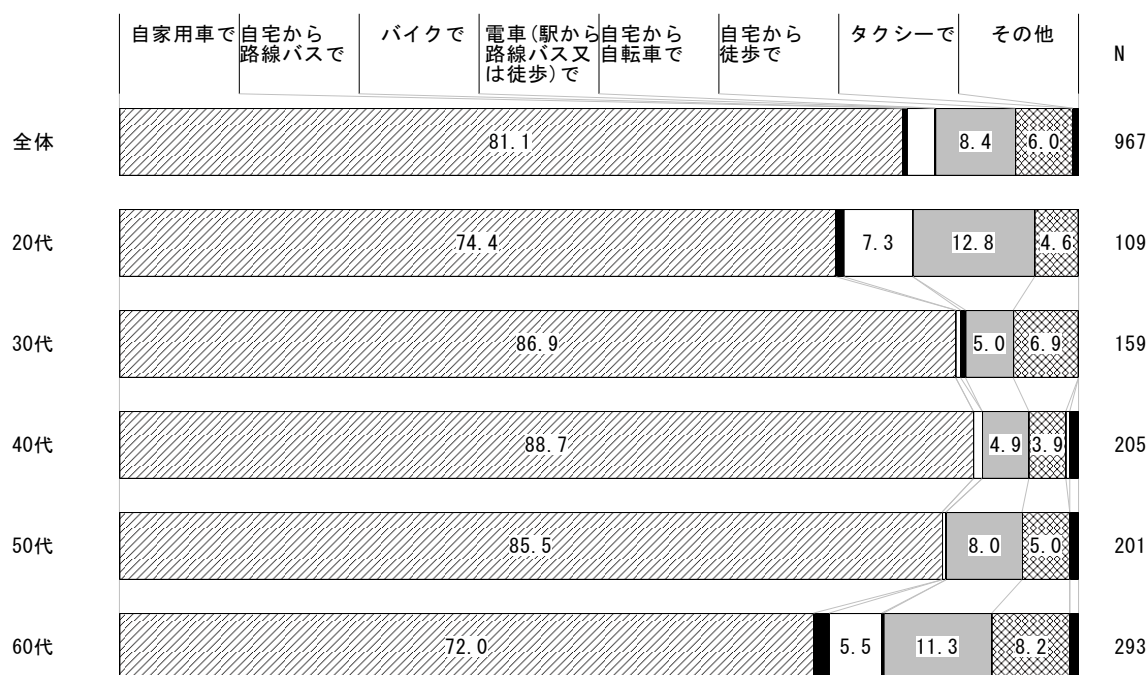 自家用車で 自宅から路線バスで バイクで 電車(駅から路線バス又は徒歩)で 自宅から自転車で 自宅から徒歩で タクシーで その他 N
全体 81.1 8.4 6.0 967
20代 74.4 7.3 12.8 4.6 109
30代 86.9 5.0 6.9 159
40代 88.7 4.9 3.9 205
50代 85.5 8.0 5.0 201
60代 72.0 5.5 11.3 8.2 293